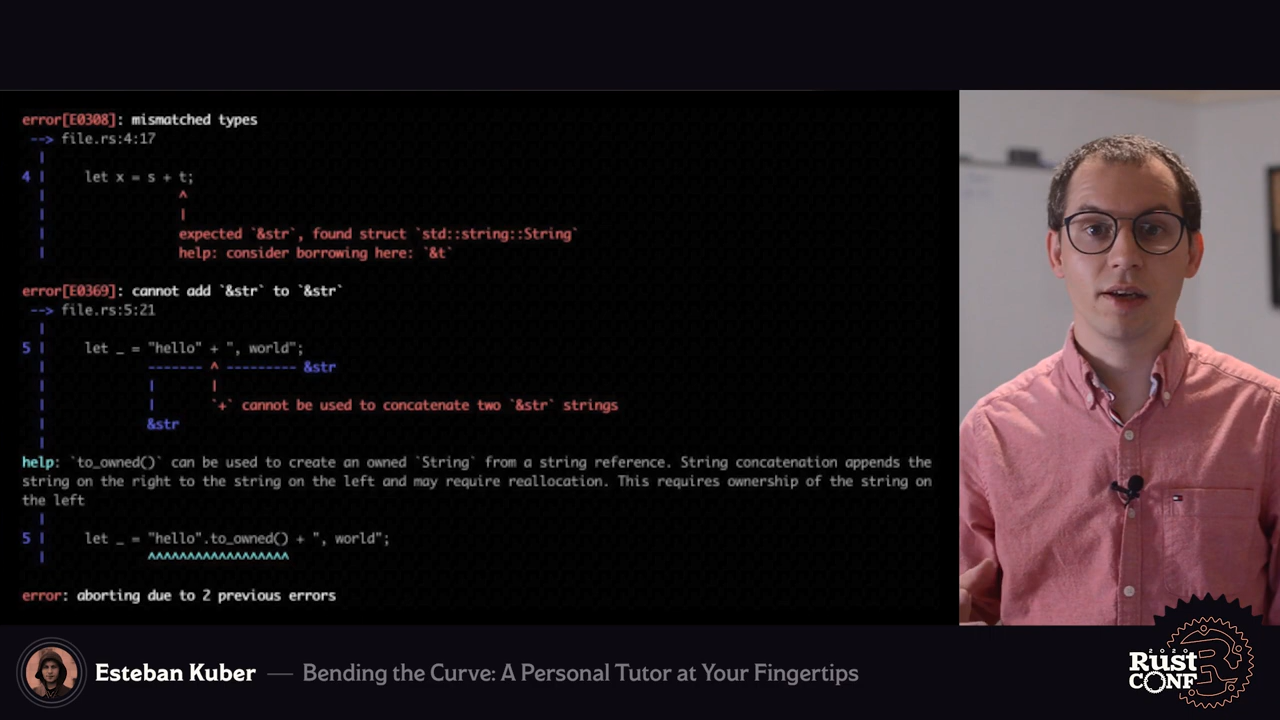 error[E0308]: mismatched types
--> file.rs:4:17
|
4 | let x = s + t;
| ^
| |
| expected `&str`, found struct `std::string::String`
| help: consider borrowing here: `&t`
error[E0369]: cannot add `&str` to `&str`
--> file.rs:5:21
|
5 | let _ = "hello" + ", world";
| ------- ^ --------- &str
| | |
| | `+` cannot be used to concatenate two `&str` strings
| &str
|
help: `to_owned()` can be used to create an owned `String` from a string reference. String concatenation appends the
string on the right to the string on the left and may require reallocation. This requires ownership of the string on
the left
|
5 | let _ = "hello".to_owned() + ", world";
| ^^^^^^^^^^^^^^^^^^
error: aborting due to 2 previous errors
Esteban Kuber — Bending the Curve: A Personal Tutor at Your Fingertips
2020
Rust
CONF
R